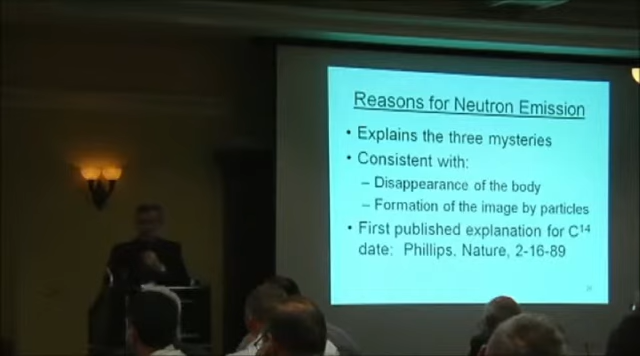 Reasons for Neutron Emission
• Explains the three mysteries
• Consistent with:
– Disappearance of the body
– Formation of the image by particles
• First published explanation for C14
date: Phillips. Nature, 2-16-89